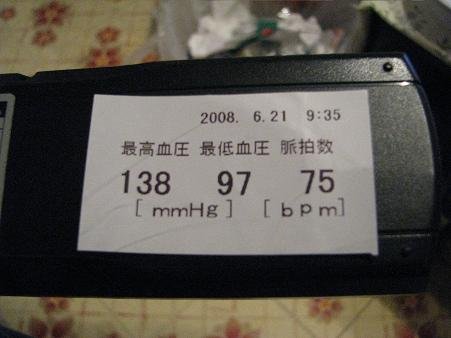 2008. 6.21 9:35
最高血圧 最低血圧 脈拍数
138 97 75
[ mmHg ] [ bpm]